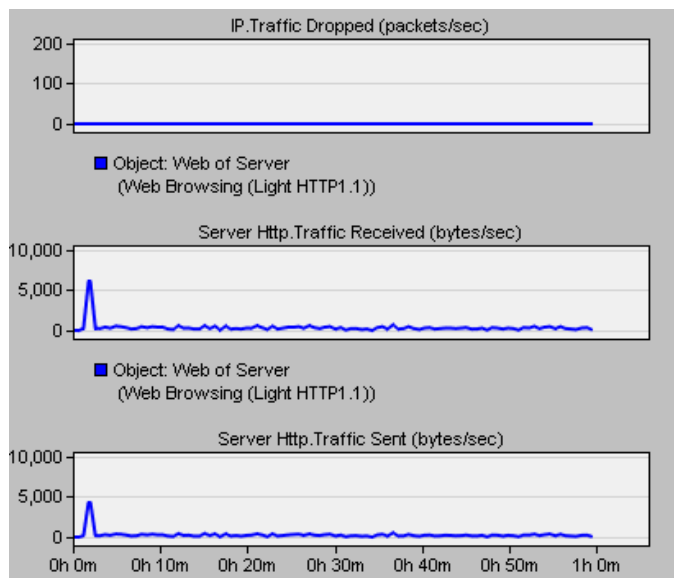 IP.Traffic Dropped (packets/sec)
200
100
0
Object: Web of Server
(Web Browsing (Light HTTP1.1))
Server Http.Traffic Received (bytes/sec)
10,000
5,000
0
Object: Web of Server
(Web Browsing (Light HTTP1.1))
Server Http.Traffic Sent (bytes/sec)
10,000
5,000
0
0h 0m 0h 10m 0h 20m 0h 30m 0h 40m 0h 50m 1h 0m